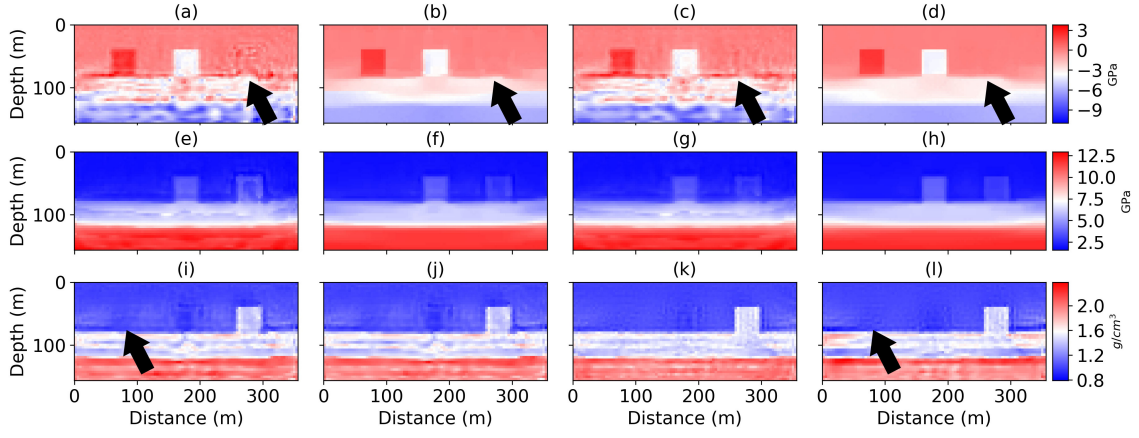 (a) (b) (c) (d)
0 3
0
−3
100 −6
−9
Depth (m) GPa
(e) (f) (g) (h)
0 12.5
10.0
7.5
100 5.0
2.5
Depth (m) GPa
(i) (j) (k) (l)
0
2.0
1.6
100 1.2
0.8
Depth (m) g/cm³
0 100 200 300 0 100 200 300 0 100 200 300 0 100 200 300
Distance (m) Distance (m) Distance (m) Distance (m)